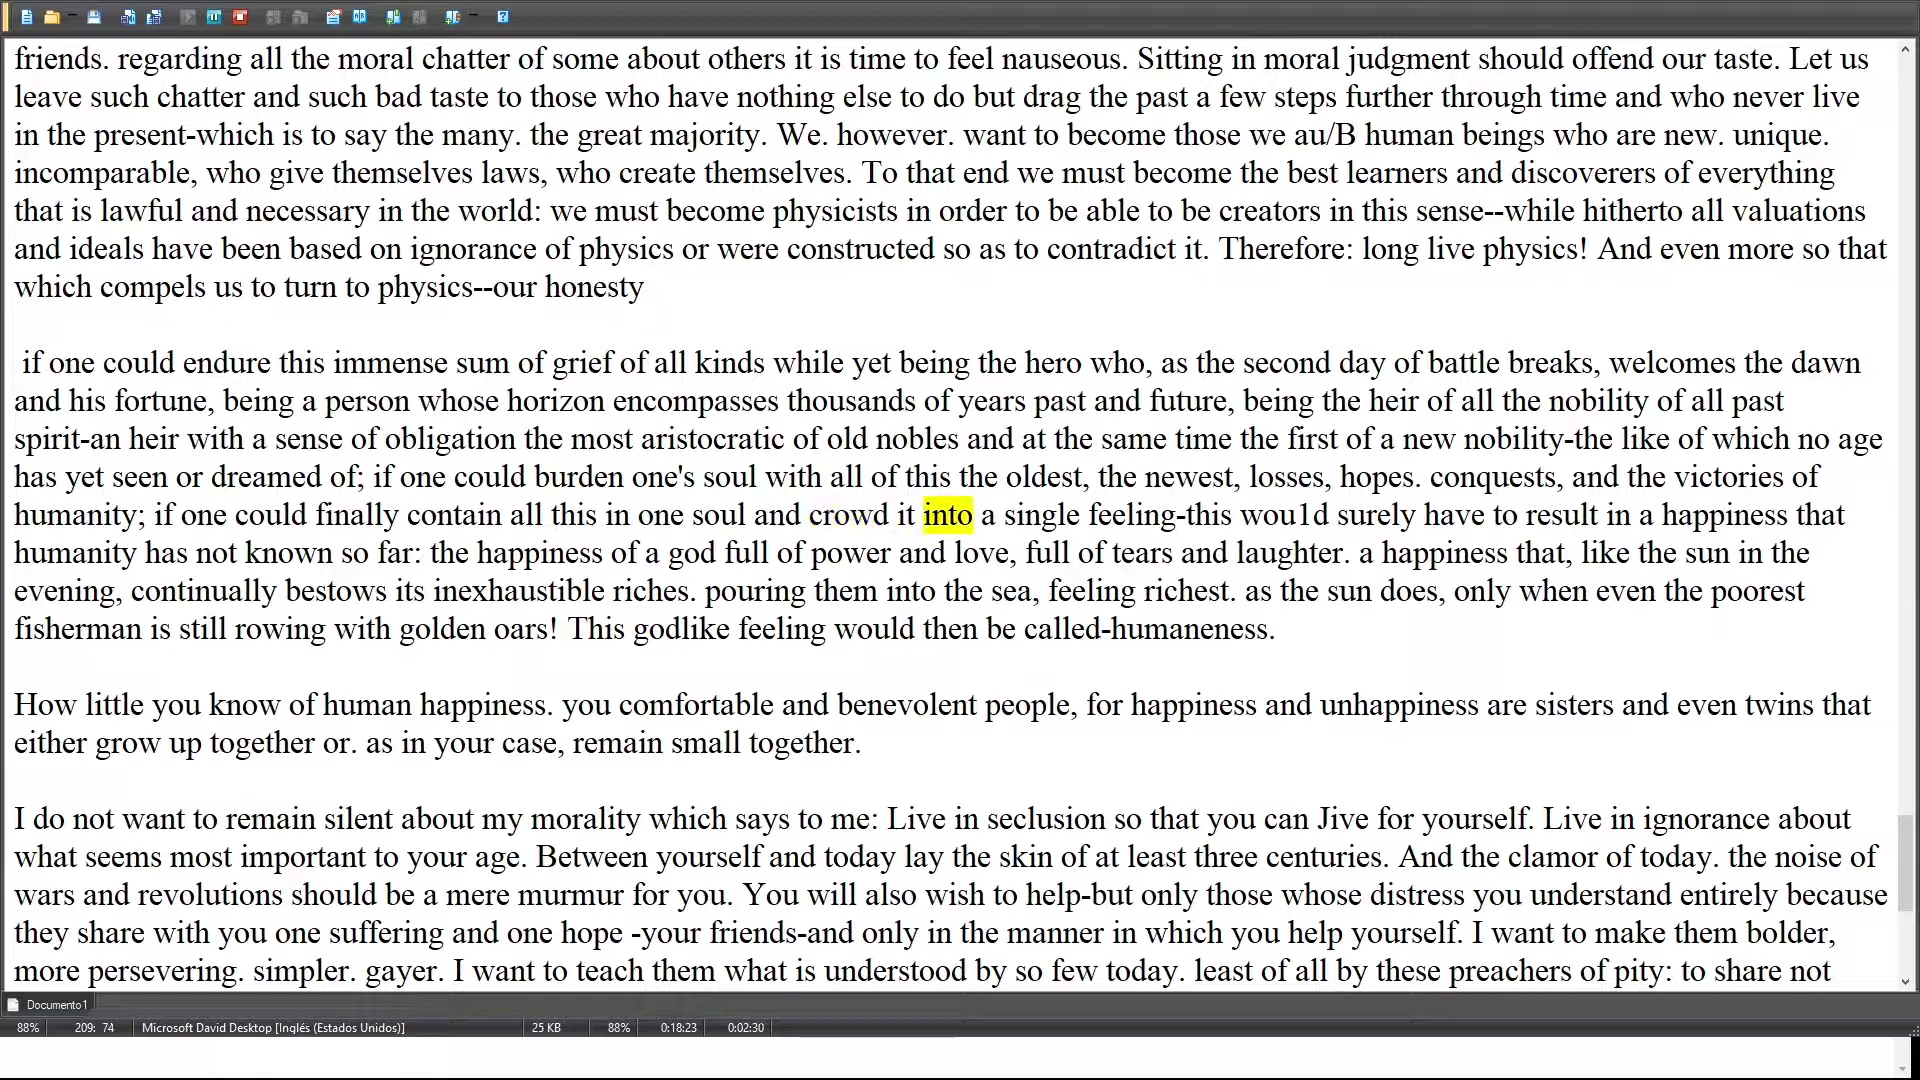 friends. regarding all the moral chatter of some about others it is time to feel nauseous. Sitting in moral judgment should offend our taste. Let us
leave such chatter and such bad taste to those who have nothing else to do but drag the past a few steps further through time and who never live
in the present-which is to say the many. the great majority. We. however. want to become those we au/B human beings who are new. unique.
incomparable, who give themselves laws, who create themselves. To that end we must become the best learners and discoverers of everything
that is lawful and necessary in the world: we must become physicists in order to be able to be creators in this sense--while hitherto all valuations
and ideals have been based on ignorance of physics or were constructed so as to contradict it. Therefore: long live physics! And even more so that
which compels us to turn to physics--our honesty
if one could endure this immense sum of grief of all kinds while yet being the hero who, as the second day of battle breaks, welcomes the dawn
and his fortune, being a person whose horizon encompasses thousands of years past and future, being the heir of all the nobility of all past
spirit-an heir with a sense of obligation the most aristocratic of old nobles and at the same time the first of a new nobility-the like of which no age
has yet seen or dreamed of; if one could burden one's soul with all of this the oldest, the newest, losses, hopes. conquests, and the victories of
humanity; if one could finally contain all this in one soul and crowd it into a single feeling-this wou1d surely have to result in a happiness that
humanity has not known so far: the happiness of a god full of power and love, full of tears and laughter. a happiness that, like the sun in the
evening, continually bestows its inexhaustible riches. pouring them into the sea, feeling richest. as the sun does, only when even the poorest
fisherman is still rowing with golden oars! This godlike feeling would then be called-humaneness.
How little you know of human happiness. you comfortable and benevolent people, for happiness and unhappiness are sisters and even twins that
either grow up together or. as in your case, remain small together.
I do not want to remain silent about my morality which says to me: Live in seclusion so that you can Jive for yourself. Live in ignorance about
what seems most important to your age. Between yourself and today lay the skin of at least three centuries. And the clamor of today. the noise of
wars and revolutions should be a mere murmur for you. You will also wish to help-but only those whose distress you understand entirely because
they share with you one suffering and one hope -your friends-and only in the manner in which you help yourself. I want to make them bolder,
more persevering. simpler. gayer. I want to teach them what is understood by so few today. least of all by these preachers of pity: to share not
Documento1
88% 209: 74 Microsoft David Desktop [Inglés (Estados Unidos)] 25 KB 88% 0:18:23 0:02:30